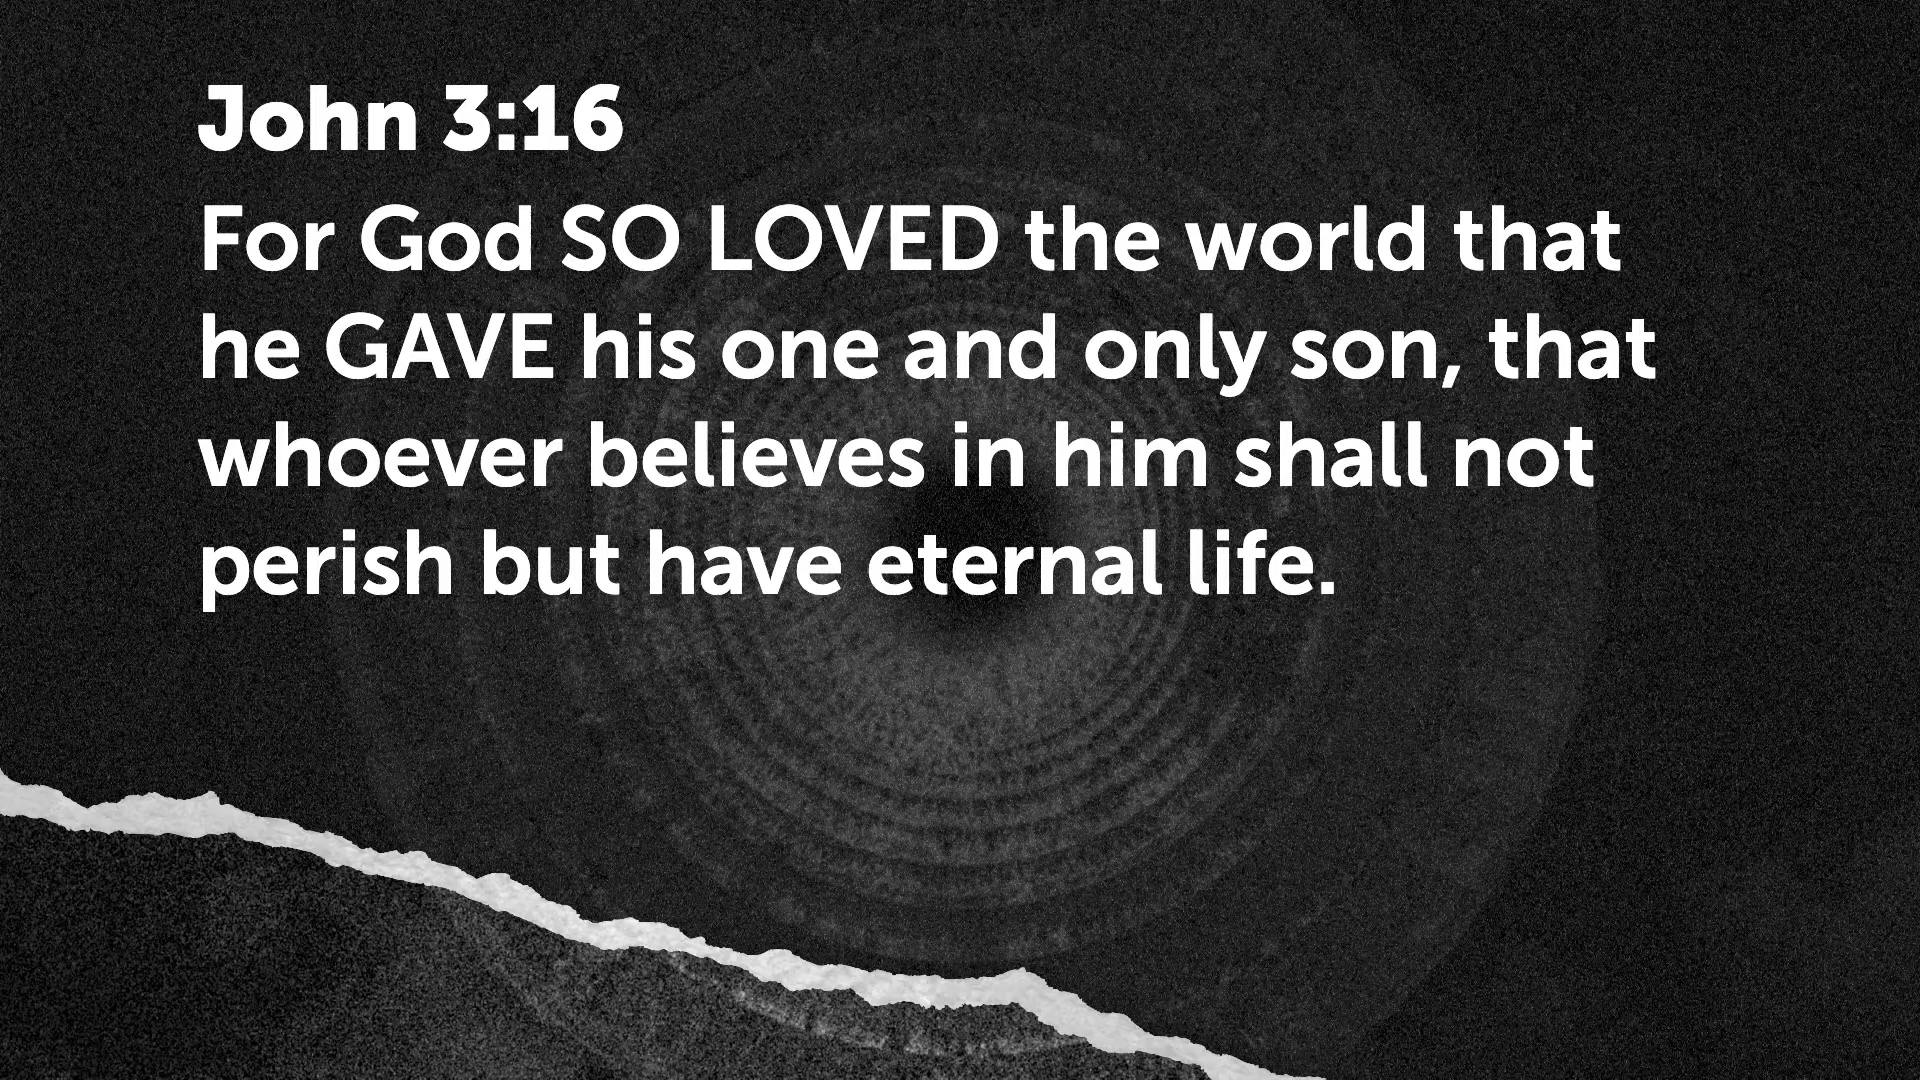 John 3:16
For God SO LOVED the world that
he GAVE his one and only son, that
whoever believes in him shall not
perish but have eternal life.